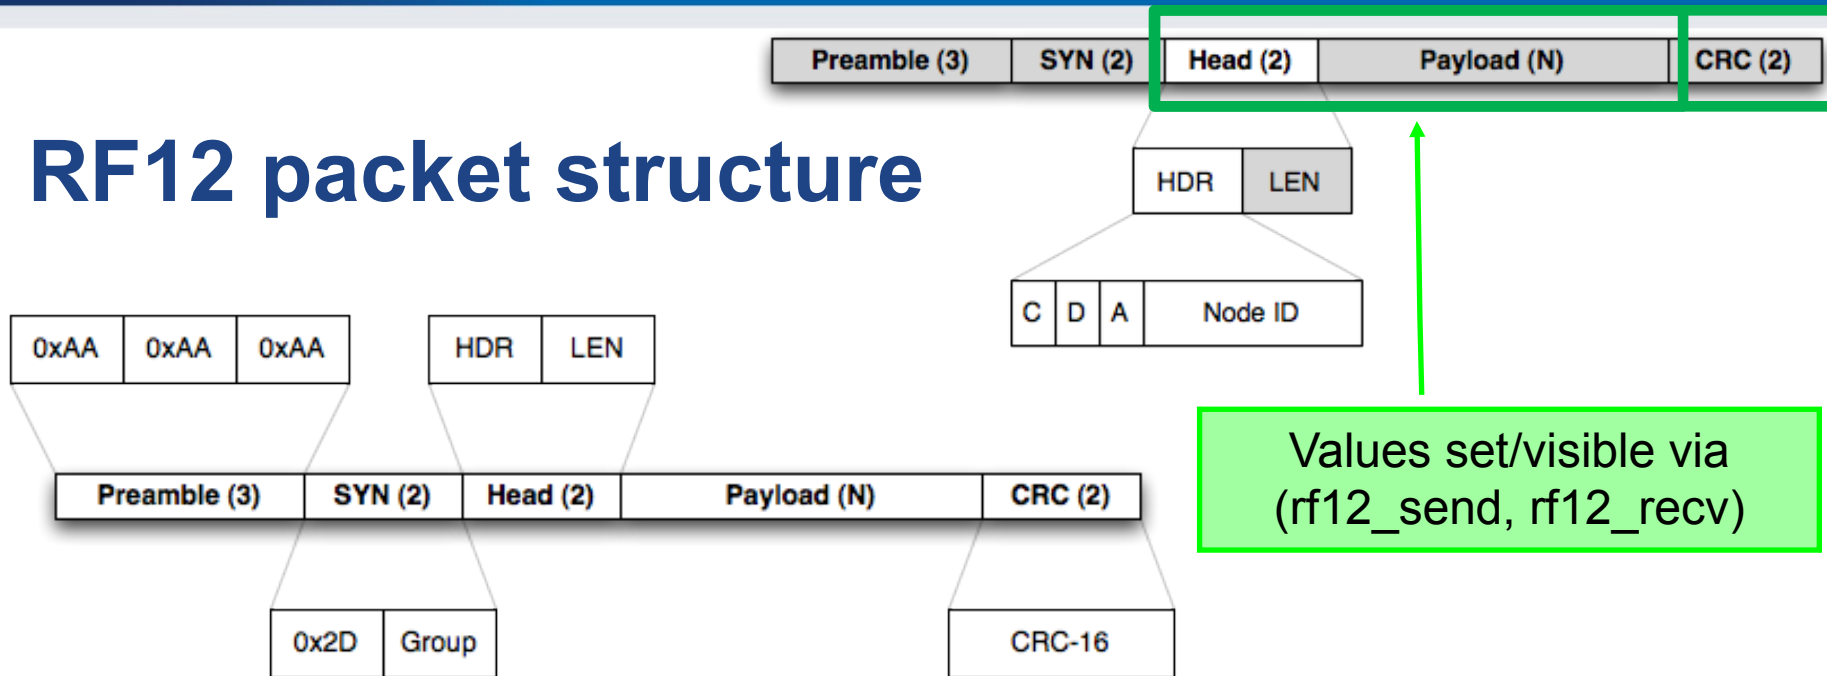 Preamble (3) SYN (2) Head (2) Payload (N) CRC (2)
RF12 packet structure
HDR LEN
C D A Node ID
0xAA 0xAA 0xAA HDR LEN
Values set/visible via
(rf12_send, rf12_recv)
Preamble (3) SYN (2) Head (2) Payload (N) CRC (2)
0x2D Group CRC-16